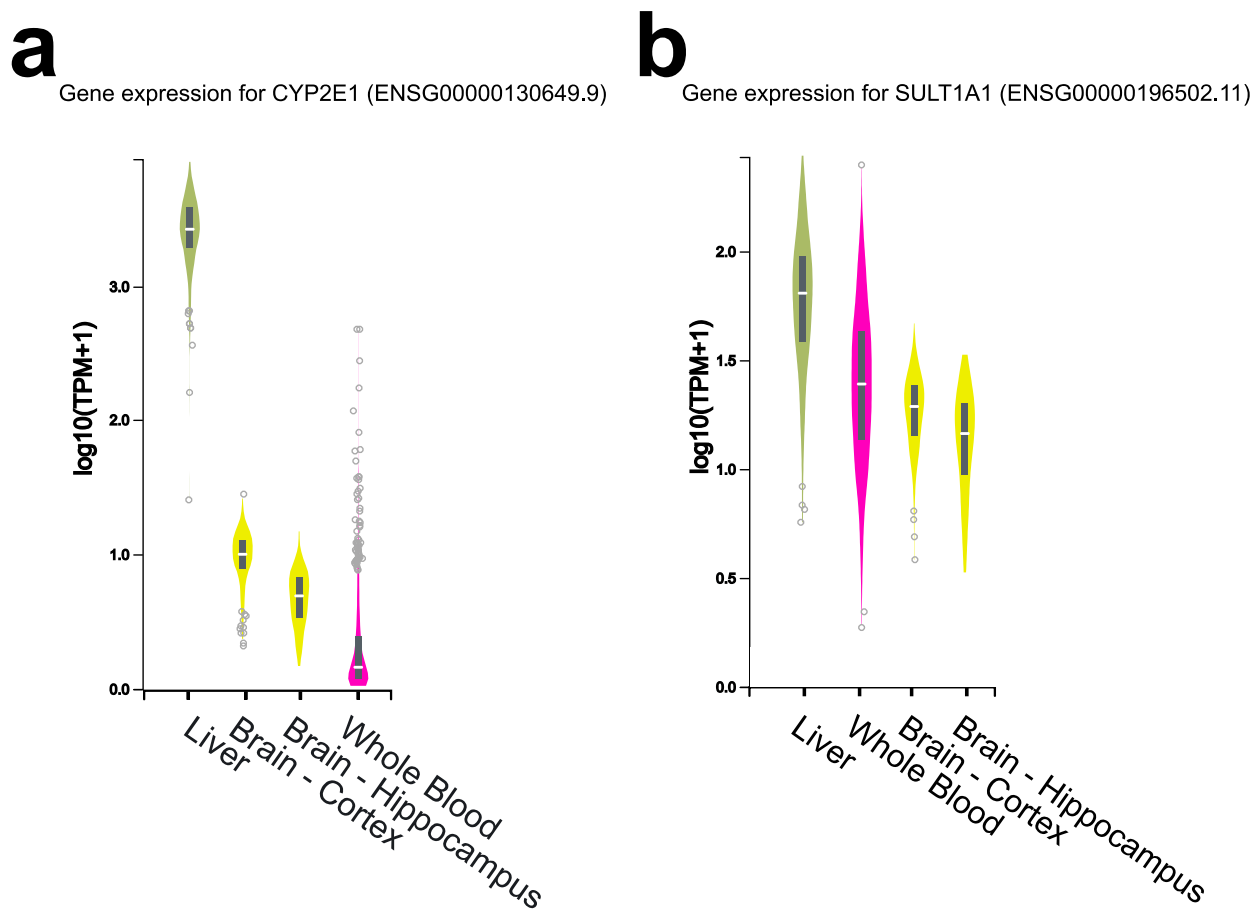 a
Gene expression for CYP2E1 (ENSG00000130649.9)
log10(TPM+1)
3.0
2.0
1.0
0.0
Liver
Brain - Cortex
Brain - Hippocampus
Whole Blood
b
Gene expression for SULT1A1 (ENSG00000196502.11)
log10(TPM+1)
2.0
1.5
1.0
0.5
0.0
Liver
Whole Blood
Brain - Cortex
Brain - Hippocampus